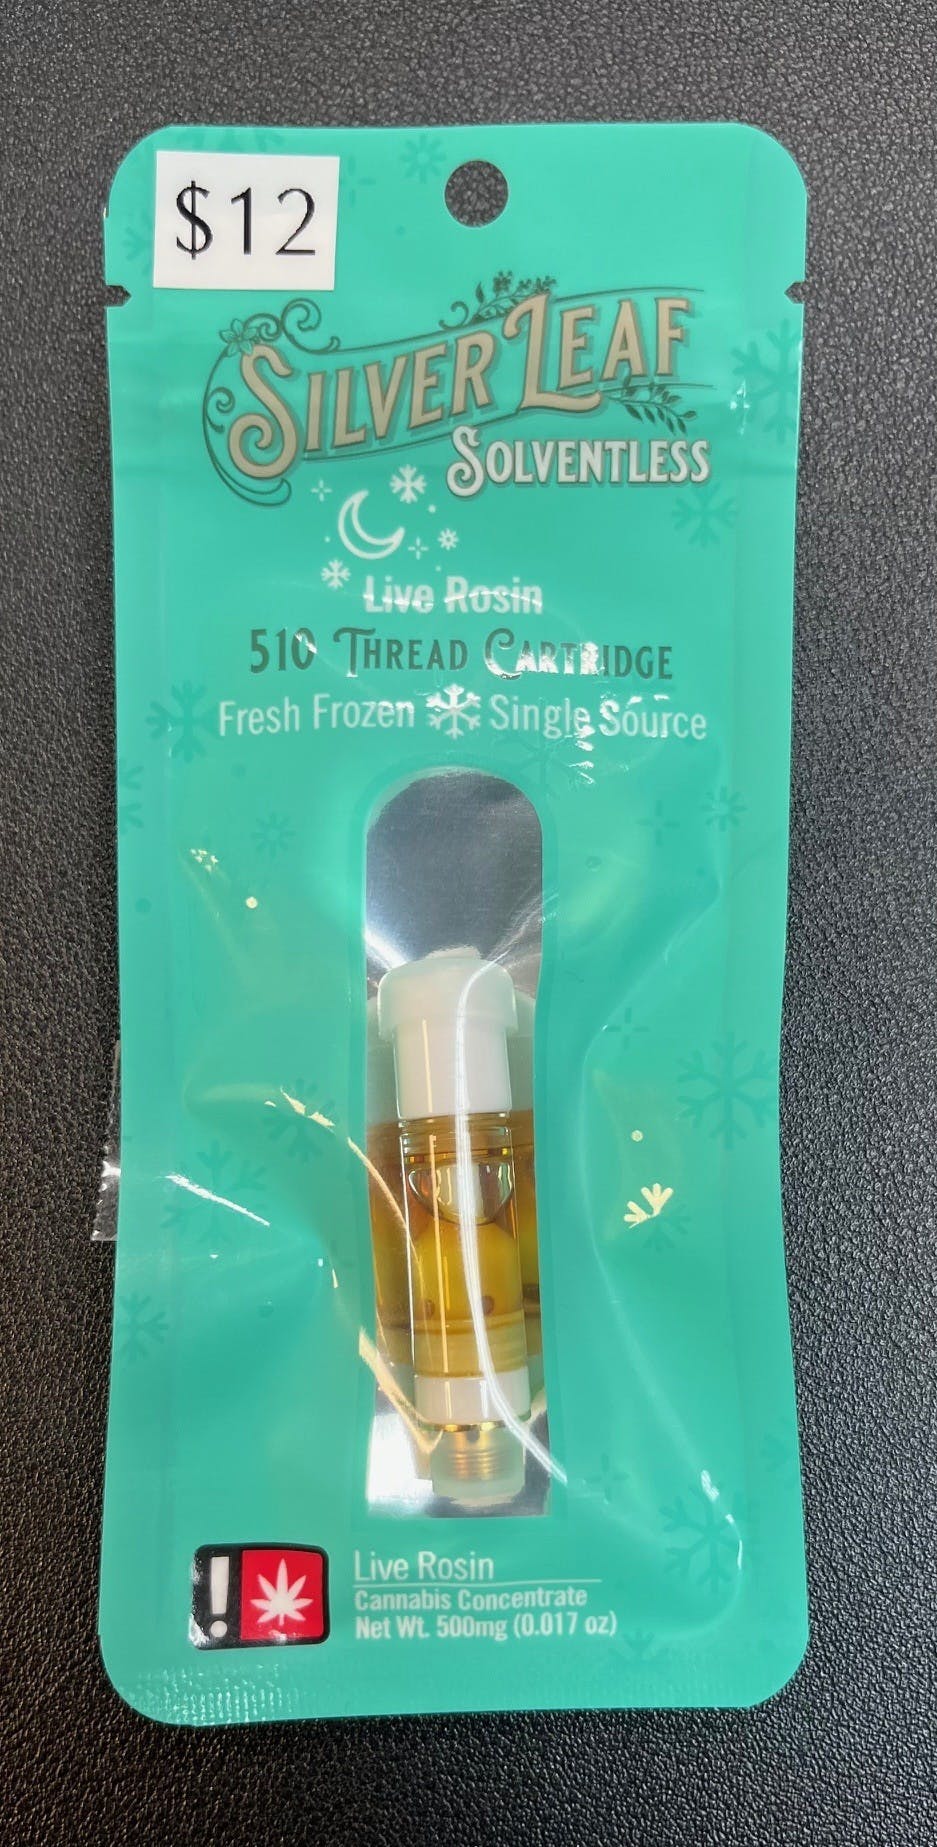 $12
SILVER LEAF
SOLVENTLESS
Live Rosin
510 THREAD CARTRIDGE
Fresh Frozen Single Source
!
Live Rosin
Cannabis Concentrate
Net Wt. 500mg (0.017 oz)